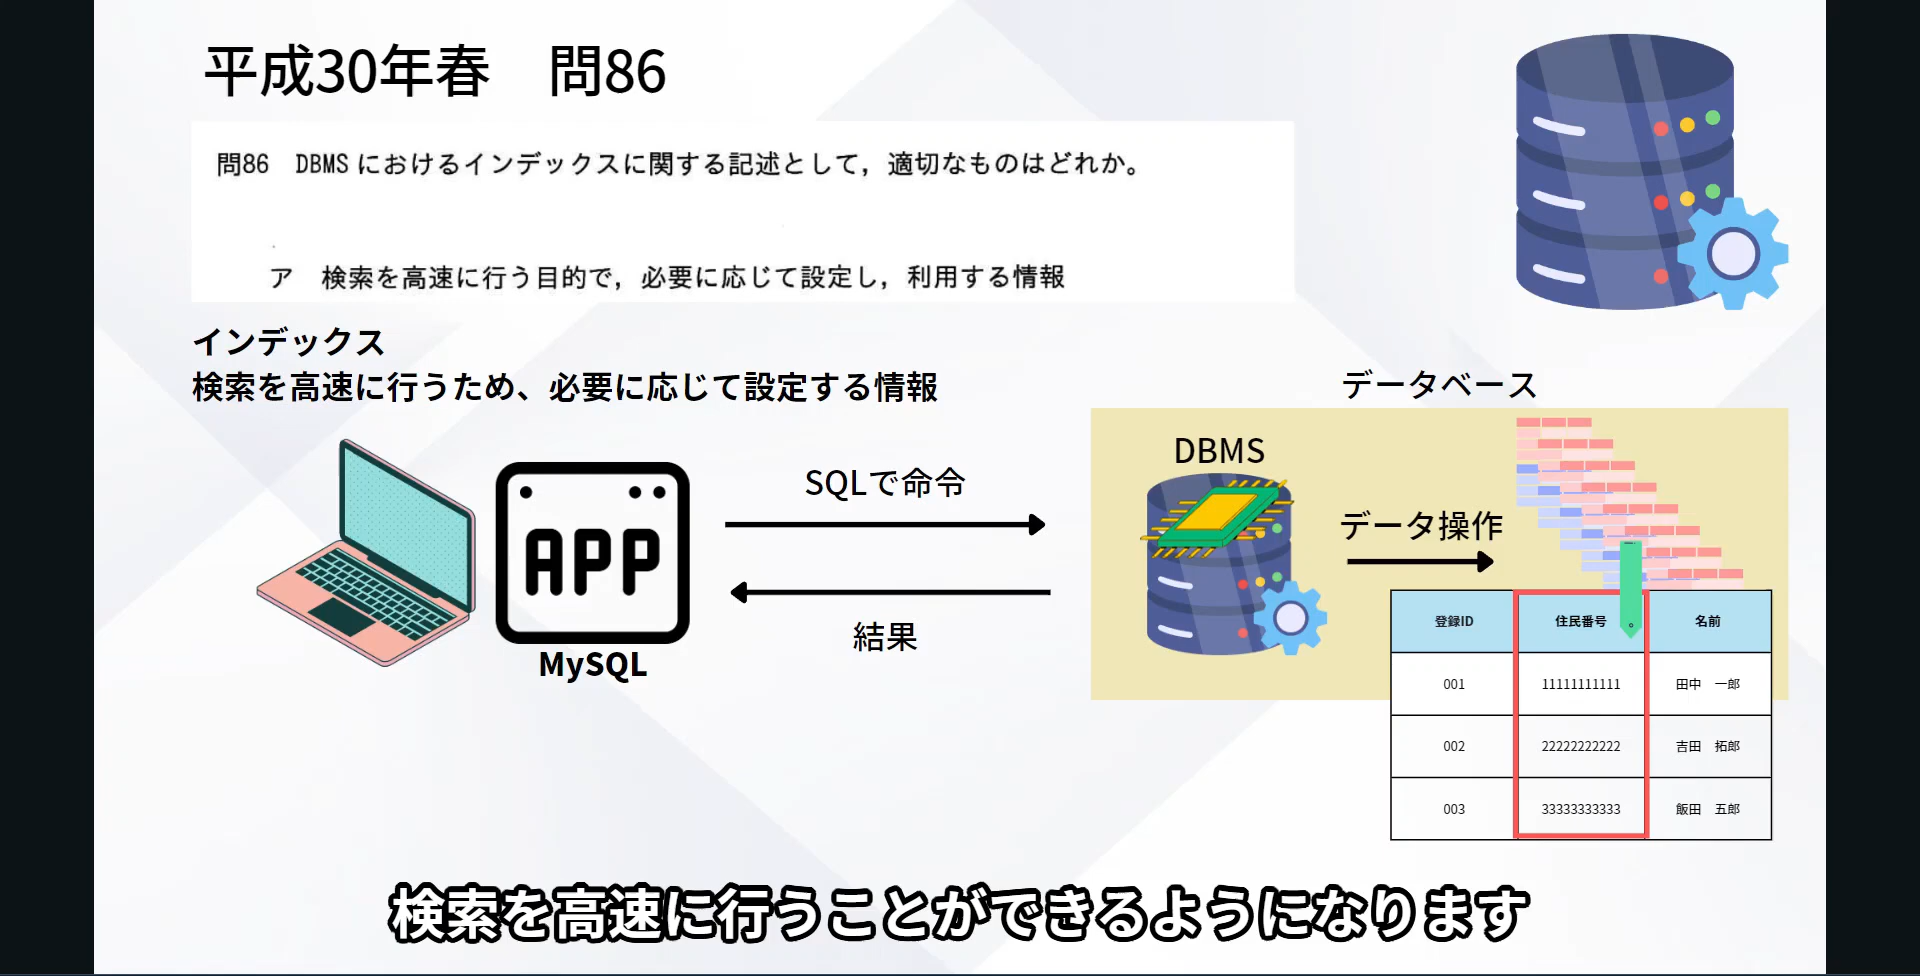 平成30年春　問86
問86　DBMSにおけるインデックスに関する記述として，適切なものはどれか。
ア　検索を高速に行う目的で，必要に応じて設定し，利用する情報
インデックス
検索を高速に行うため、必要に応じて設定する情報
データベース
DBMS
SQLで命令
データ操作
APP
結果
MySQL
登録ID　住民番号　名前
001　11111111111　田中　一郎
002　22222222222　吉田　拓郎
003　33333333333　飯田　五郎
検索を高速に行うことができるようになります